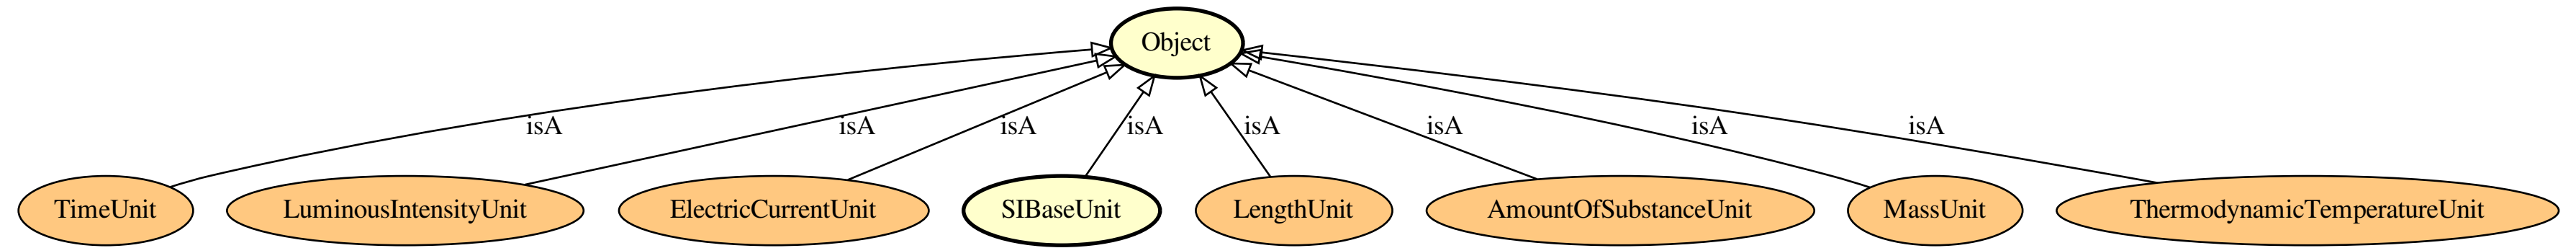 Object
isA
isA
isA
isA
isA
isA
isA
isA
TimeUnit
LuminousIntensityUnit
ElectricCurrentUnit
SIBaseUnit
LengthUnit
AmountOfSubstanceUnit
MassUnit
ThermodynamicTemperatureUnit